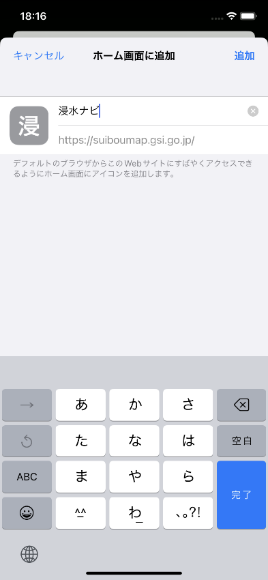 18:16
キャンセル ホーム画面に追加 追加
浸 浸水ナビ
https://suiboumap.gsi.go.jp/
デフォルトのブラウザからこのWebサイトにすばやくアクセスでき
るようにホーム画面にアイコンを追加します。
→ あ か さ
た な は 空白
ABC ま や ら 完了
^^ わ_ 、。?!